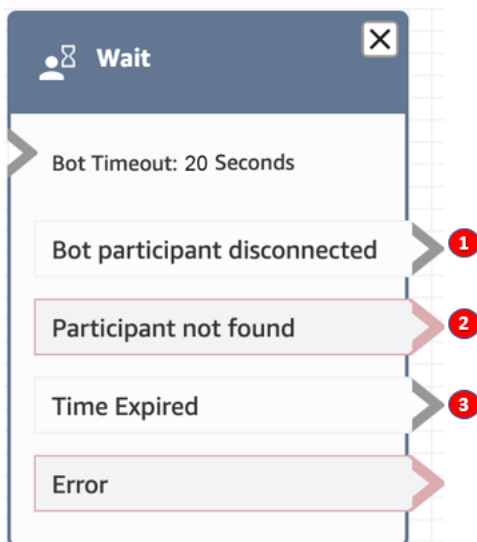 Wait
Bot Timeout: 20 Seconds
Bot participant disconnected
1
Participant not found
2
Time Expired
3
Error